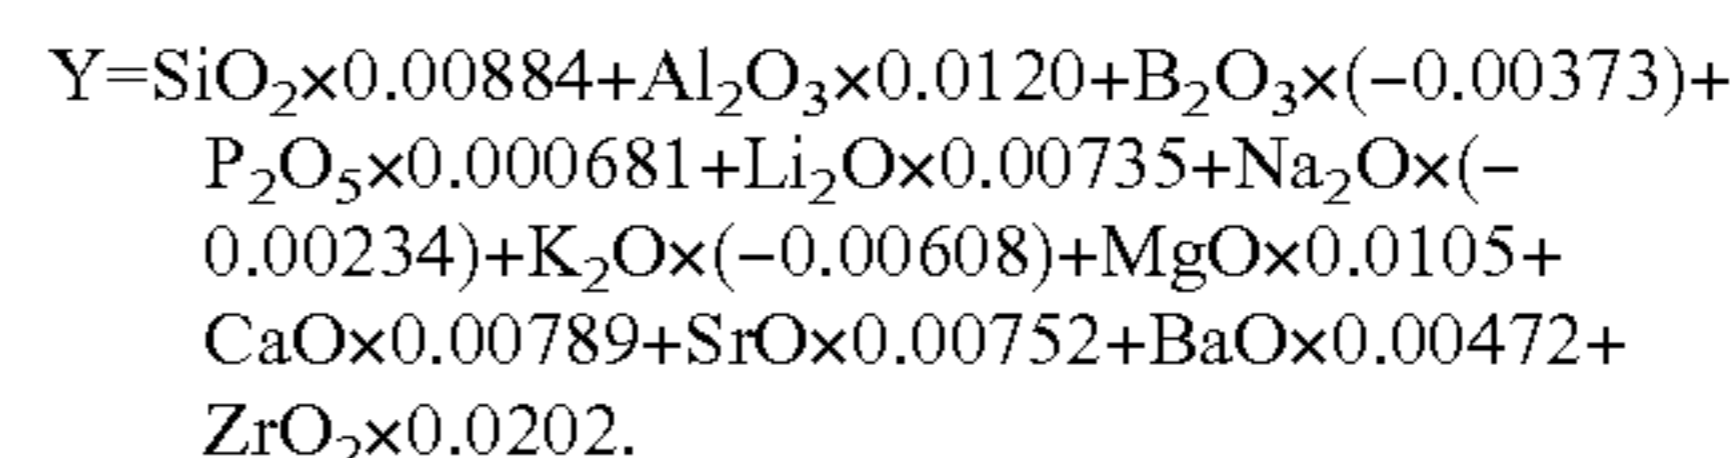 Y=SiO₂×0.00884+Al₂O₃×0.0120+B₂O₃×(−0.00373)+
P₂O₅×0.000681+Li₂O×0.00735+Na₂O×(−
0.00234)+K₂O×(−0.00608)+MgO×0.0105+
CaO×0.00789+SrO×0.00752+BaO×0.00472+
ZrO₂×0.0202.